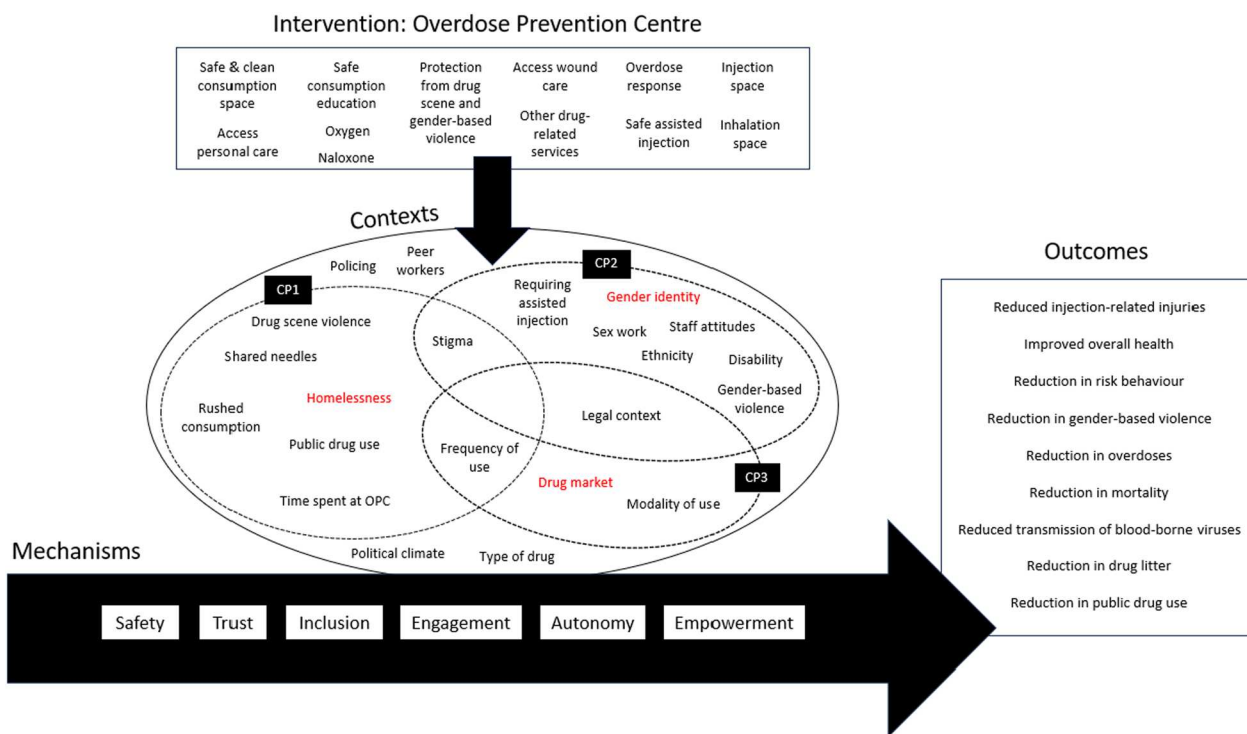 Intervention: Overdose Prevention Centre
Safe & clean
consumption
space
Access
personal care
Safe
consumption
education
Oxygen
Naloxone
Protection
from drug
scene and
gender-based
violence
Access wound
care
Other drug-
related
services
Overdose
response
Safe assisted
injection
Injection
space
Inhalation
space
Contexts
Policing
Peer
workers
CP1
Drug scene violence
Shared needles
Stigma
Homelessness
Rushed
consumption
Public drug use
Frequency of
use
Time spent at OPC
CP2
Requiring
assisted
injection
Gender identity
Sex work
Staff attitudes
Ethnicity
Disability
Gender-based
violence
Legal context
CP3
Drug market
Modality of use
Political climate
Type of drug
Mechanisms
Safety
Trust
Inclusion
Engagement
Autonomy
Empowerment
Outcomes
Reduced injection-related injuries
Improved overall health
Reduction in risk behaviour
Reduction in gender-based violence
Reduction in overdoses
Reduction in mortality
Reduced transmission of blood-borne viruses
Reduction in drug litter
Reduction in public drug use